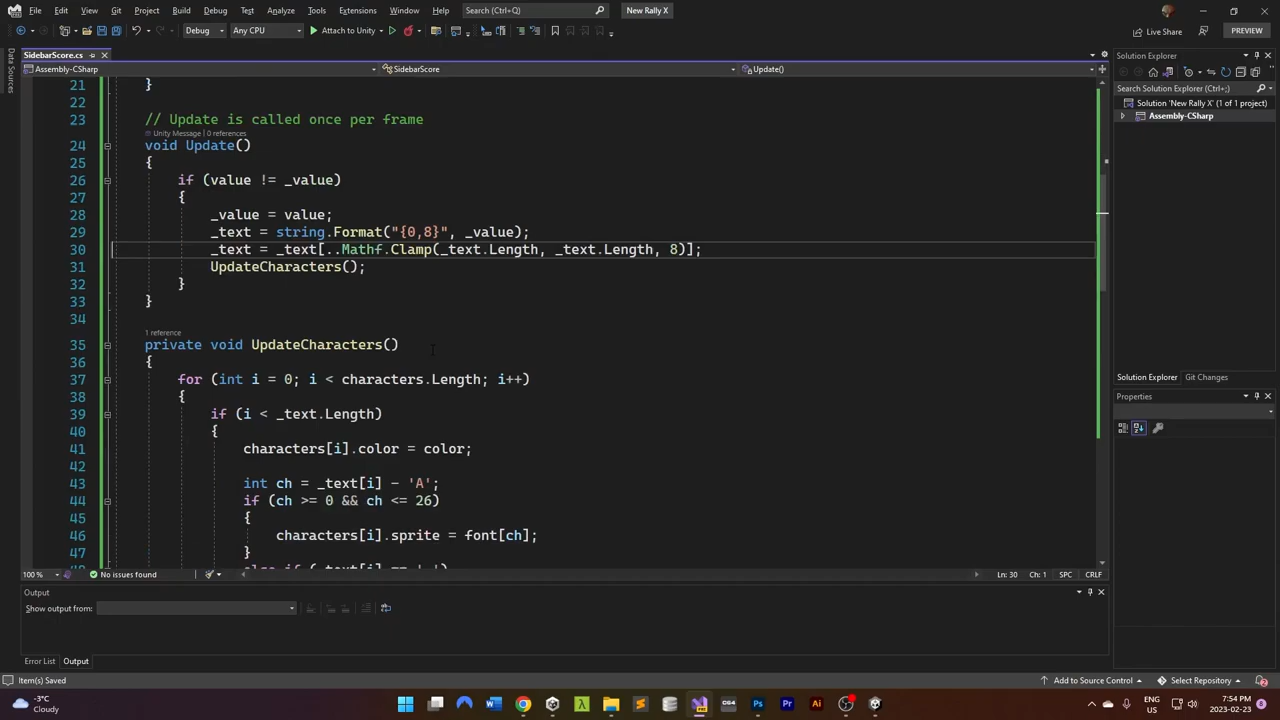 File Edit View Git Project Build Debug Test Analyze Tools Extensions Window Help Search (Ctrl+Q) New Rally X
Debug Any CPU Attach to Unity Live Share PREVIEW
Data Sources
SidebarScore.cs Solution Explorer
Assembly-CSharp SidebarScore Update()
Search Solution Explorer (Ctrl+;)
Solution 'New Rally X' (1 of 1 project)
Assembly-CSharp
21 }
22
23 // Update is called once per frame
Unity Message | 0 references
24 void Update()
25 {
26 if (value != _value)
27 {
28 _value = value;
29 _text = string.Format("{0,8}", _value);
30 _text = _text[..Mathf.Clamp(_text.Length, _text.Length, 8)];
31 UpdateCharacters();
32 }
33 }
34
1 reference
35 private void UpdateCharacters()
36 {
37 for (int i = 0; i < characters.Length; i++)
38 {
39 if (i < _text.Length)
40 {
41 characters[i].color = color;
42
43 int ch = _text[i] - 'A';
44 if (ch >= 0 && ch <= 26)
45 {
46 characters[i].sprite = font[ch];
47 }
Solution Explorer Git Changes
Properties
100 % No issues found Ln: 30 Ch: 1 SPC CRLF
Output
Show output from:
Error List Output
Item(s) Saved Add to Source Control Select Repository
-3°C
Cloudy
ENG
US
7:54 PM
2023-02-23